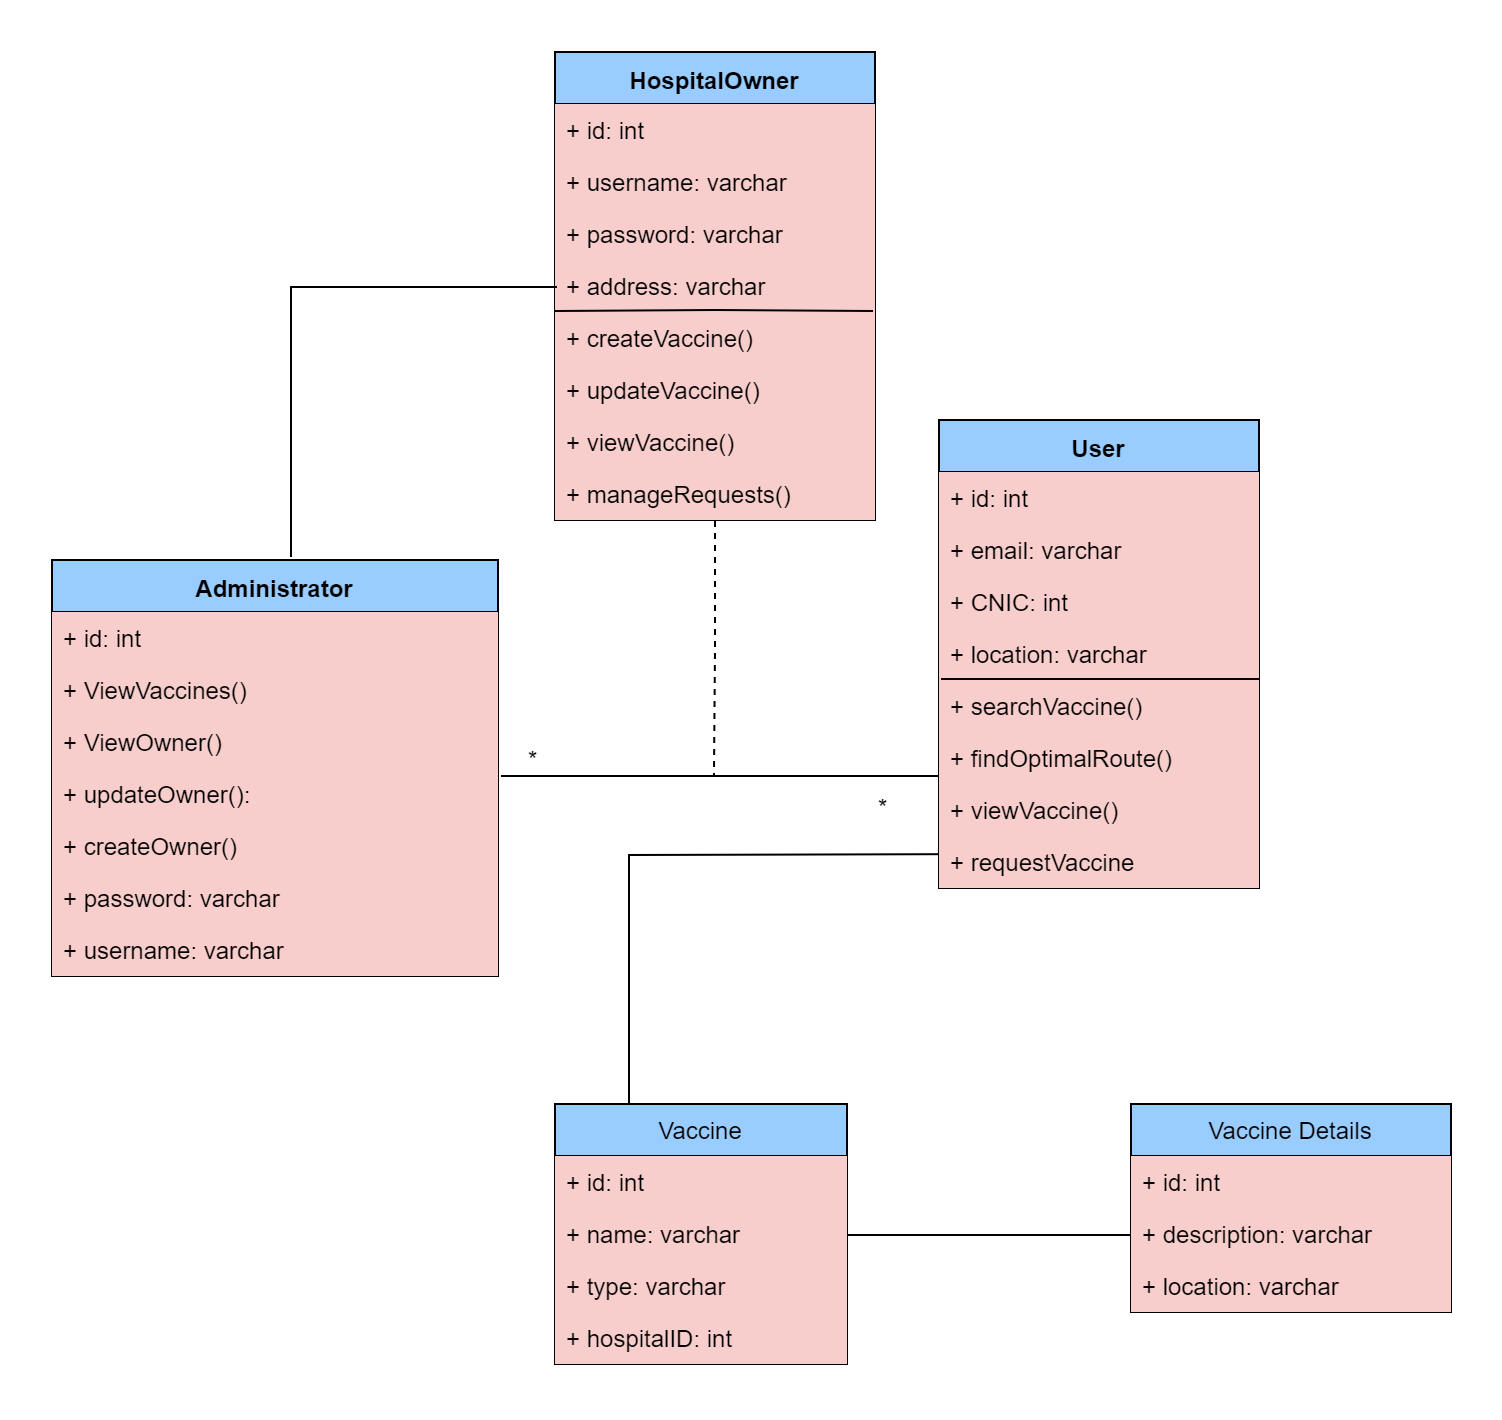 HospitalOwner
+ id: int
+ username: varchar
+ password: varchar
+ address: varchar
+ createVaccine()
+ updateVaccine()
+ viewVaccine()
+ manageRequests()
User
+ id: int
+ email: varchar
+ CNIC: int
+ location: varchar
+ searchVaccine()
+ findOptimalRoute()
+ viewVaccine()
+ requestVaccine
Administrator
+ id: int
+ ViewVaccines()
+ ViewOwner()
+ updateOwner():
+ createOwner()
+ password: varchar
+ username: varchar
*
*
Vaccine
+ id: int
+ name: varchar
+ type: varchar
+ hospitalID: int
Vaccine Details
+ id: int
+ description: varchar
+ location: varchar